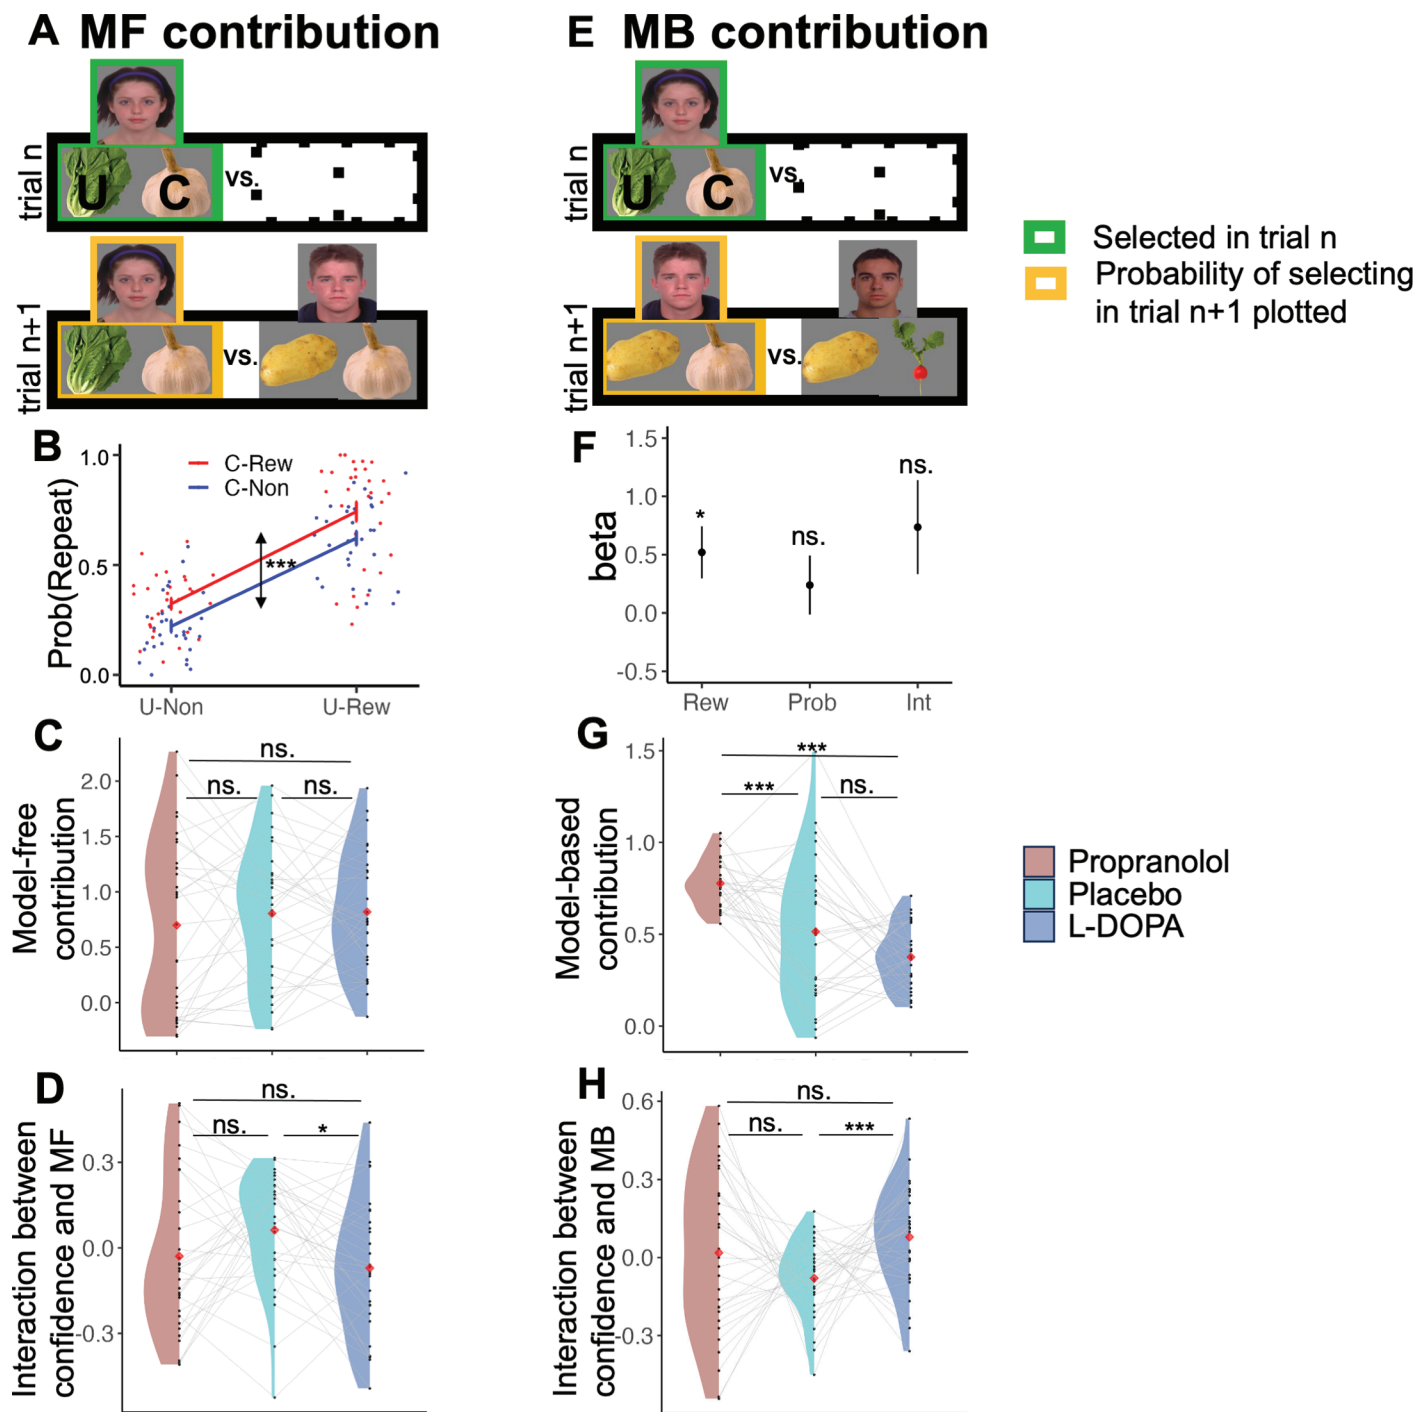 A MF contribution
trial n
U C vs.
trial n+1
vs.
B
Prob(Repeat)
1.0
0.5
0.0
C-Rew
C-Non
***
U-Non U-Rew
C
Model-free
contribution
2.0
1.5
1.0
0.5
0.0
ns.
ns. ns.
D
Interaction between
confidence and MF
0.3
0.0
-0.3
ns.
ns. *
E MB contribution
trial n
U C vs.
trial n+1
vs.
F
beta
1.5
1.0
0.5
0.0
-0.5
*
ns.
ns.
Rew Prob Int
G
Model-based
contribution
1.5
1.0
0.5
0.0
***
*** ns.
H
Interaction between
confidence and MB
0.6
0.3
0.0
-0.3
ns.
ns. ***
Selected in trial n
Probability of selecting
in trial n+1 plotted
Propranolol
Placebo
L-DOPA